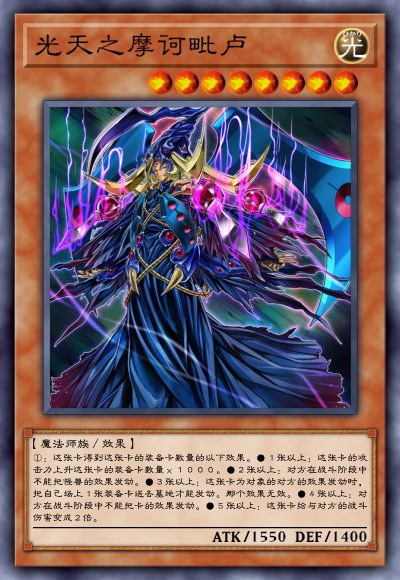 光天之摩诃毗卢
ひかり
光
【魔法师族／效果】
①：这张卡得到这张卡的装备卡数量的以下效果。●1张以上：这张卡的攻
击力上升这张卡的装备卡数量×1000。●2张以上：对方在战斗阶段中
不能把怪兽的效果发动。●3张以上：这张卡为对象的对方的效果发动时，
把自己场上1张装备卡送去墓地才能发动。那个效果无效。●4张以上：对
方在战斗阶段中不能把卡的效果发动。●5张以上：这张卡给与对方的战斗
伤害变成2倍。
ATK/1550 DEF/1400